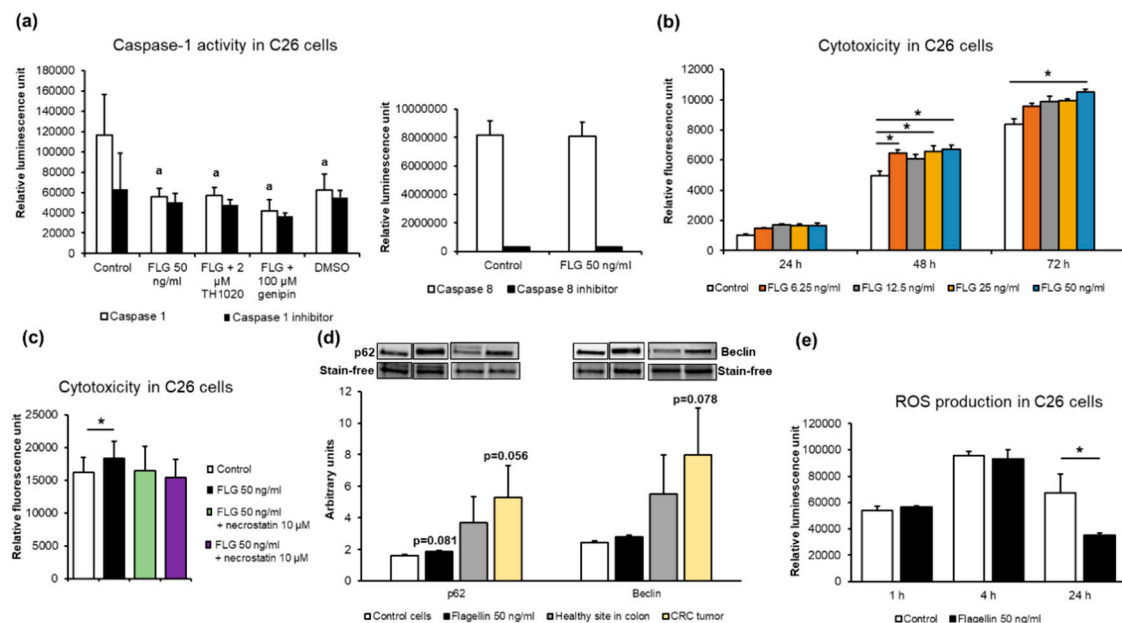 (a)
Caspase-1 activity in C26 cells
Relative luminescence unit
180000
160000
140000
120000
100000
80000
60000
40000
20000
0
a
a
a
a
Control
FLG 50 ng/ml
FLG + 2 µM TH1020
FLG + 100 µM genipin
DMSO
Caspase 1
Caspase 1 inhibitor
Relative luminescence unit
10000000
8000000
6000000
4000000
2000000
0
Control
FLG 50 ng/ml
Caspase 8
Caspase 8 inhibitor
(b)
Cytotoxicity in C26 cells
Relative fluorescence unit
12000
10000
8000
6000
4000
2000
0
*
*
*
*
24 h
48 h
72 h
Control
FLG 6.25 ng/ml
FLG 12.5 ng/ml
FLG 25 ng/ml
FLG 50 ng/ml
(c)
Cytotoxicity in C26 cells
Relative fluorescence unit
25000
20000
15000
10000
5000
0
*
Control
FLG 50 ng/ml
FLG 50 ng/ml
+ necrostatin 10 µM
FLG 50 ng/ml
+ necrostatin 10 µM
(d)
p62
Stain-free
Beclin
Stain-free
Arbitrary units
12
10
8
6
4
2
0
p=0.081
p=0.056
p=0.078
p62
Beclin
Control cells
Flagellin 50 ng/ml
Healthy site in colon
CRC tumor
(e)
ROS production in C26 cells
Relative luminescence unit
120000
100000
80000
60000
40000
20000
0
*
1 h
4 h
24 h
Control
Flagellin 50 ng/ml